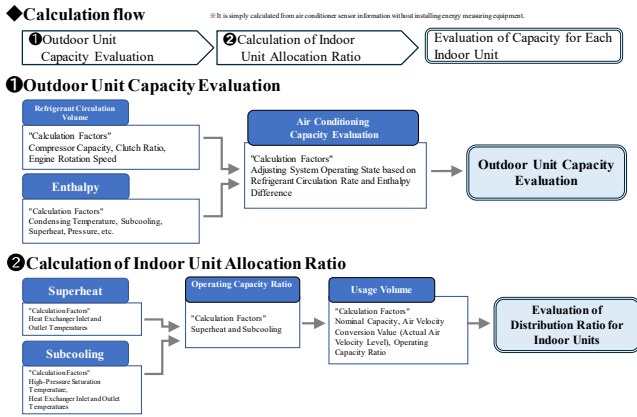 ◆Calculation flow
※It is simply calculated from air conditioner sensor information without installing energy measuring equipment.
❶Outdoor Unit
Capacity Evaluation
❷Calculation of Indoor
Unit Allocation Ratio
Evaluation of Capacity for Each
Indoor Unit
❶Outdoor Unit Capacity Evaluation
Refrigerant Circulation
Volume
"Calculation Factors"
Compressor Capacity, Clutch Ratio,
Engine Rotation Speed
Enthalpy
"Calculation Factors"
Condensing Temperature, Subcooling,
Superheat, Pressure, etc.
Air Conditioning
Capacity Evaluation
"Calculation Factors"
Adjusting System Operating State based on
Refrigerant Circulation Rate and Enthalpy
Difference
Outdoor Unit Capacity
Evaluation
❷Calculation of Indoor Unit Allocation Ratio
Superheat
"Calculation Factors"
Heat Exchanger Inlet and
Outlet Temperatures
Subcooling
"Calculation Factors"
High-Pressure Saturation
Temperature,
Heat Exchanger Inlet and Outlet
Temperatures
Operating Capacity Ratio
"Calculation Factors"
Superheat and Subcooling
Usage Volume
"Calculation Factors"
Nominal Capacity, Air Velocity
Conversion Value (Actual Air
Velocity Level), Operating
Capacity Ratio
Evaluation of
Distribution Ratio for
Indoor Units